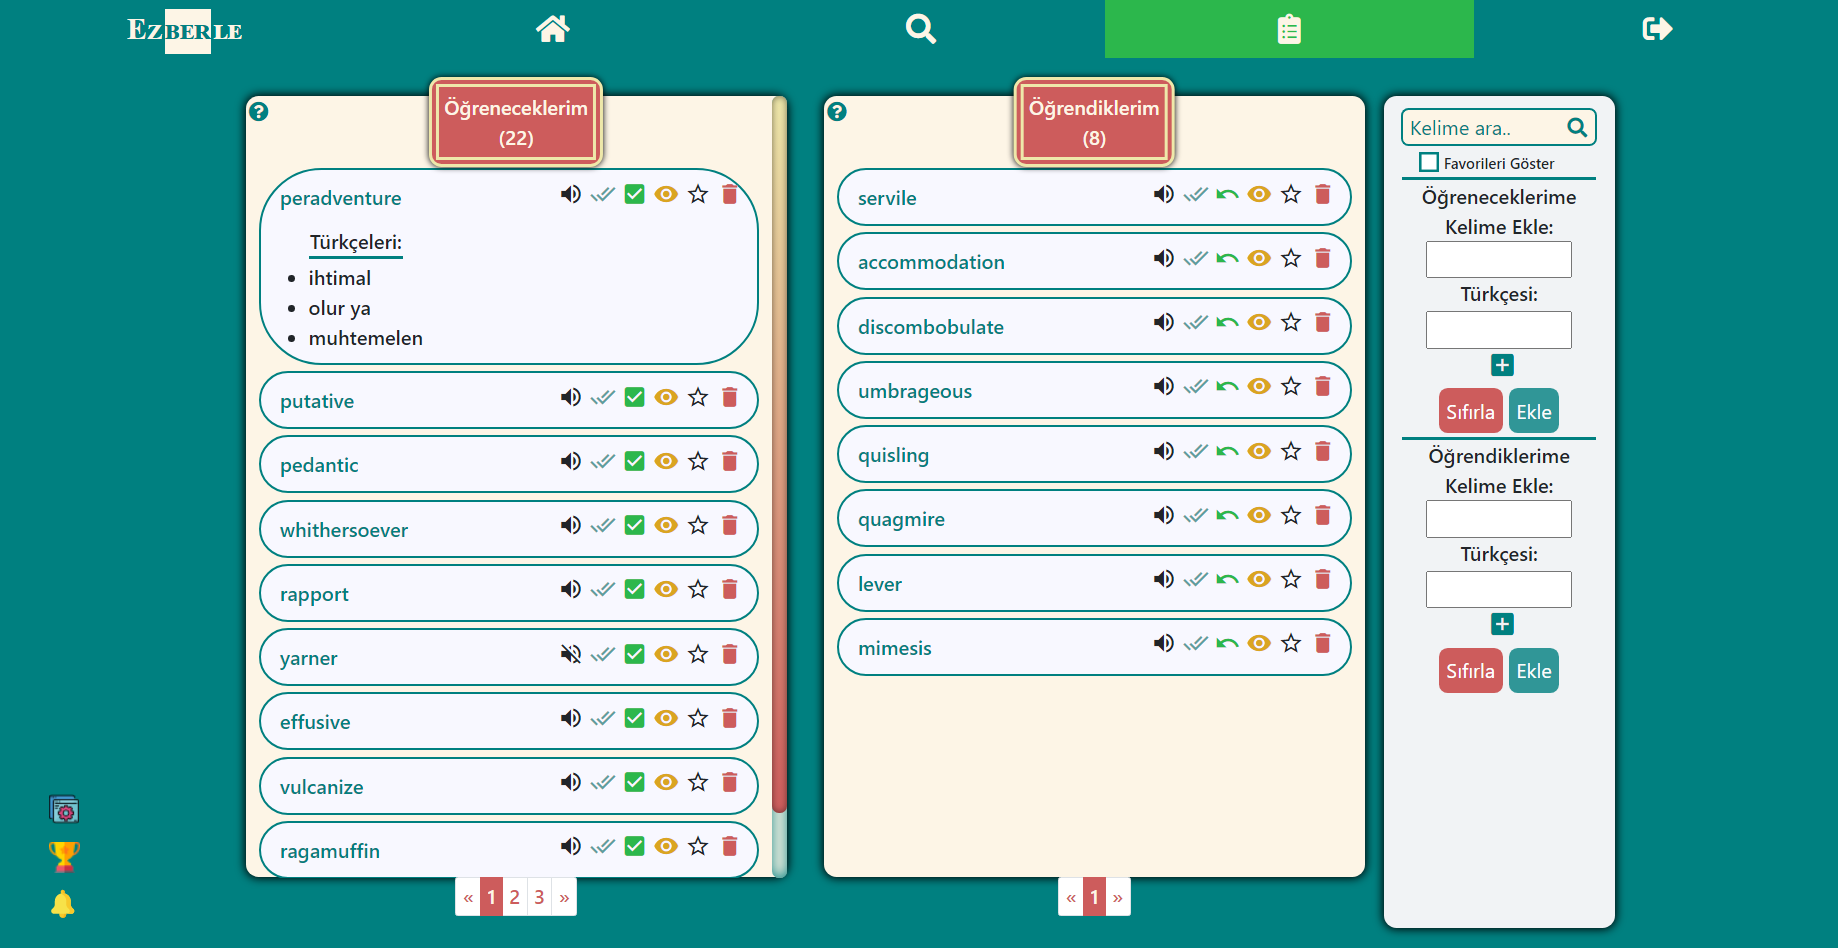 EZBERLE
Öğreneceklerim
(22)
peradventure
Türkçeleri:
ihtimal
olur ya
muhtemelen
putative
pedantic
whithersoever
rapport
yarner
effusive
vulcanize
ragamuffin
« 1 2 3 »
Öğrendiklerim
(8)
servile
accommodation
discombobulate
umbrageous
quisling
quagmire
lever
mimesis
« 1 »
Kelime ara..
Favorileri Göster
Öğreneceklerime
Kelime Ekle:
Türkçesi:
Sıfırla Ekle
Öğrendiklerime
Kelime Ekle:
Türkçesi:
Sıfırla Ekle